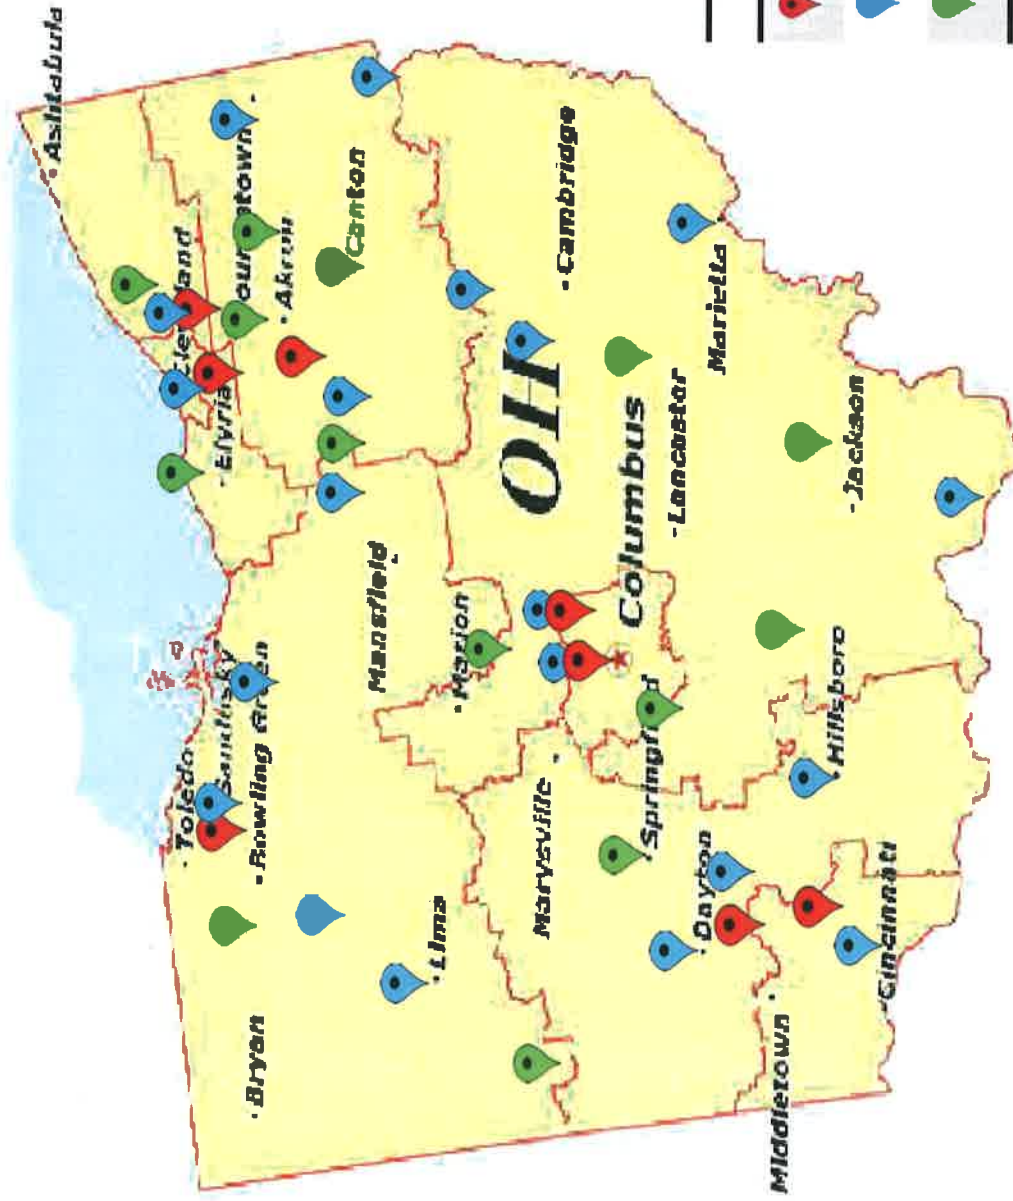 Ashtabula
Cleveland
Elyria
Akron
Canton
Toledo
Sandusky
Bowling Green
Bryan
Lima
Mansfield
Marion
OH
Cambridge
Marietta
Columbus
Lancaster
Jackson
Marysville
Springfield
Hillsboro
Dayton
Middletown
Cincinnati